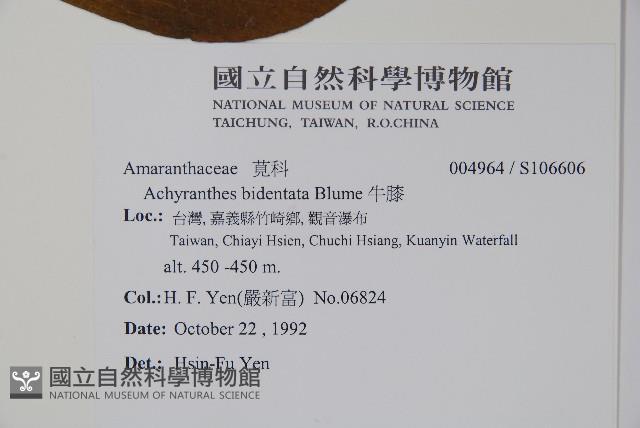 國立自然科學博物館
NATIONAL MUSEUM OF NATURAL SCIENCE
TAICHUNG, TAIWAN, R.O.CHINA
Amaranthaceae 莧科 004964 / S106606
Achyranthes bidentata Blume 牛膝
Loc.: 台灣, 嘉義縣竹崎鄉, 觀音瀑布
Taiwan, Chiayi Hsien, Chuchi Hsiang, Kuanyin Waterfall
alt. 450 -450 m.
Col.: H. F. Yen(嚴新富) No.06824
Date: October 22 , 1992
Det.: Hsin-Fu Yen
國立自然科學博物館
NATIONAL MUSEUM OF NATURAL SCIENCE